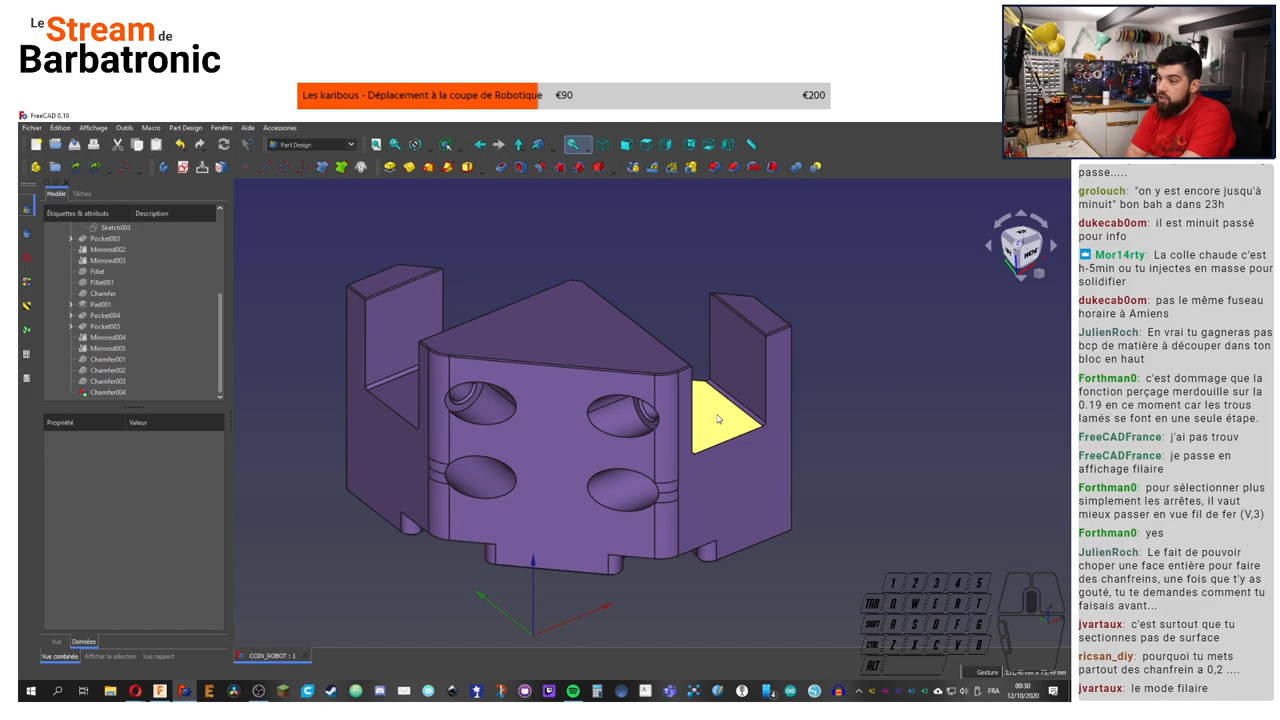 Le Stream de
Barbatronic
Les karibous - Déplacement à la coupe de Robotique €90 €200
FreeCAD 0.19
Fichier Édition Affichage Outils Macro Part Design Fenêtre Aide Accessories
Part Design
Modèle Tâches
Étiquettes & attributs Description
Sketch003
Pocket003
Mirrored002
Mirrored003
Fillet
Fillet001
Chamfer
Pad001
Pocket004
Pocket005
Mirrored004
Mirrored005
Chamfer001
Chamfer002
Chamfer003
Chamfer004
Propriété Valeur
Vue Données
Vue combinée Afficher la sélection Vue rapport
COIN_ROBOT : 1
1 2 3 4 5
TAB Q W E R T
SHIFT A S D F G
CTRL Z X C V B
ALT
Gesture
FRA
00:30
12/10/2020
passe.....
grolouch: "on y est encore jusqu'à
minuit" bon bah a dans 23h
dukecab0om: il est minuit passé
pour info
Mor14rty: La colle chaude c'est
h-5min ou tu injectes en masse pour
solidifier
dukecab0om: pas le même fuseau
horaire à Amiens
JulienRoch: En vrai tu gagneras pas
bcp de matière à découper dans ton
bloc en haut
Forthman0: c'est dommage que la
fonction perçage merdouille sur la
0.19 en ce moment car les trous
lamés se font en une seule étape.
FreeCADFrance: j'ai pas trouv
FreeCADFrance: je passe en
affichage filaire
Forthman0: pour sélectionner plus
simplement les arrêtes, il vaut
mieux passer en vue fil de fer (V,3)
Forthman0: yes
JulienRoch: Le fait de pouvoir
choper une face entière pour faire
des chanfreins, une fois que t'y as
gouté, tu te demandes comment tu
faisais avant...
jvartaux: c'est surtout que tu
sectionnes pas de surface
ricsan_diy: pourquoi tu mets
partout des chanfrein a 0,2 ....
jvartaux: le mode filaire